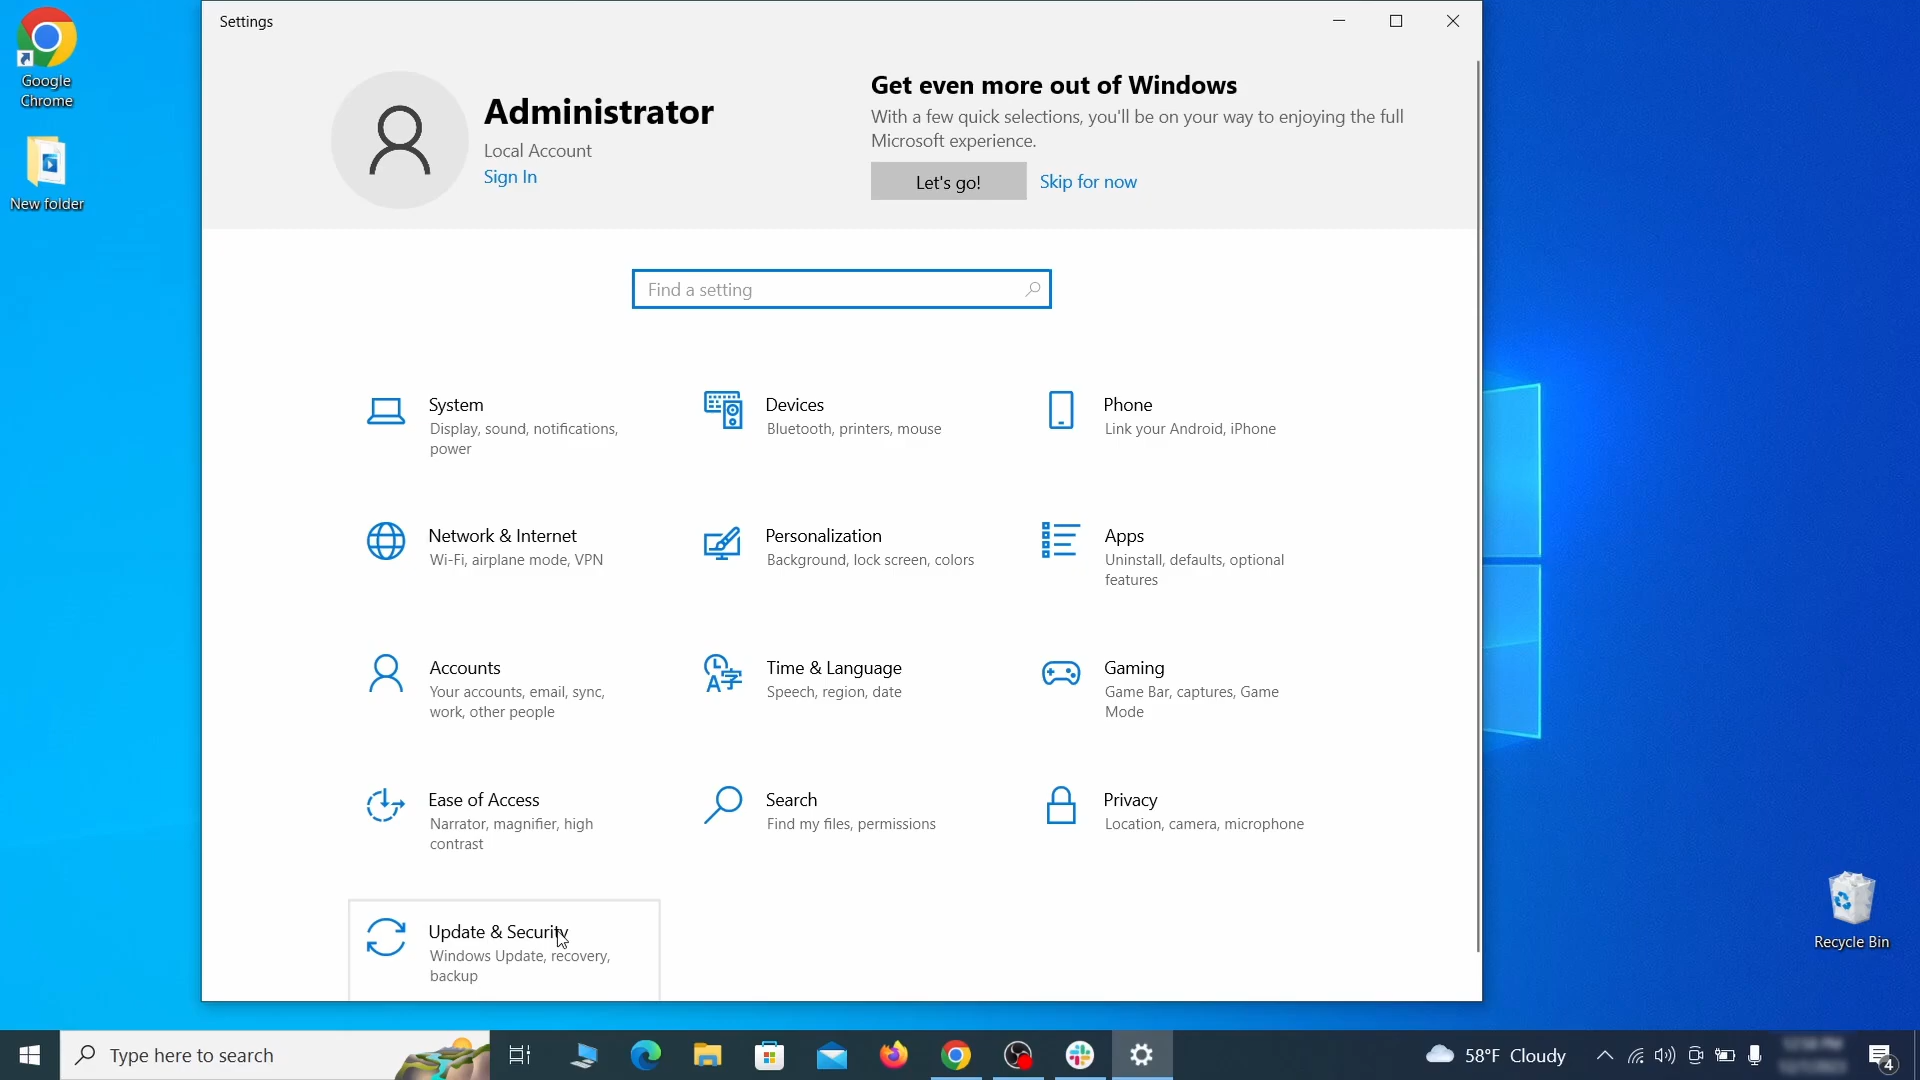 Google
Chrome
New folder
Settings
Administrator
Local Account
Sign In
Get even more out of Windows
With a few quick selections, you'll be on your way to enjoying the full
Microsoft experience.
Let's go!
Skip for now
Find a setting
System
Display, sound, notifications,
power
Devices
Bluetooth, printers, mouse
Phone
Link your Android, iPhone
Network & Internet
Wi-Fi, airplane mode, VPN
Personalization
Background, lock screen, colors
Apps
Uninstall, defaults, optional
features
Accounts
Your accounts, email, sync,
work, other people
Time & Language
Speech, region, date
Gaming
Game Bar, captures, Game
Mode
Ease of Access
Narrator, magnifier, high
contrast
Search
Find my files, permissions
Privacy
Location, camera, microphone
Update & Security
Windows Update, recovery,
backup
Recycle Bin
Type here to search
58°F Cloudy
4